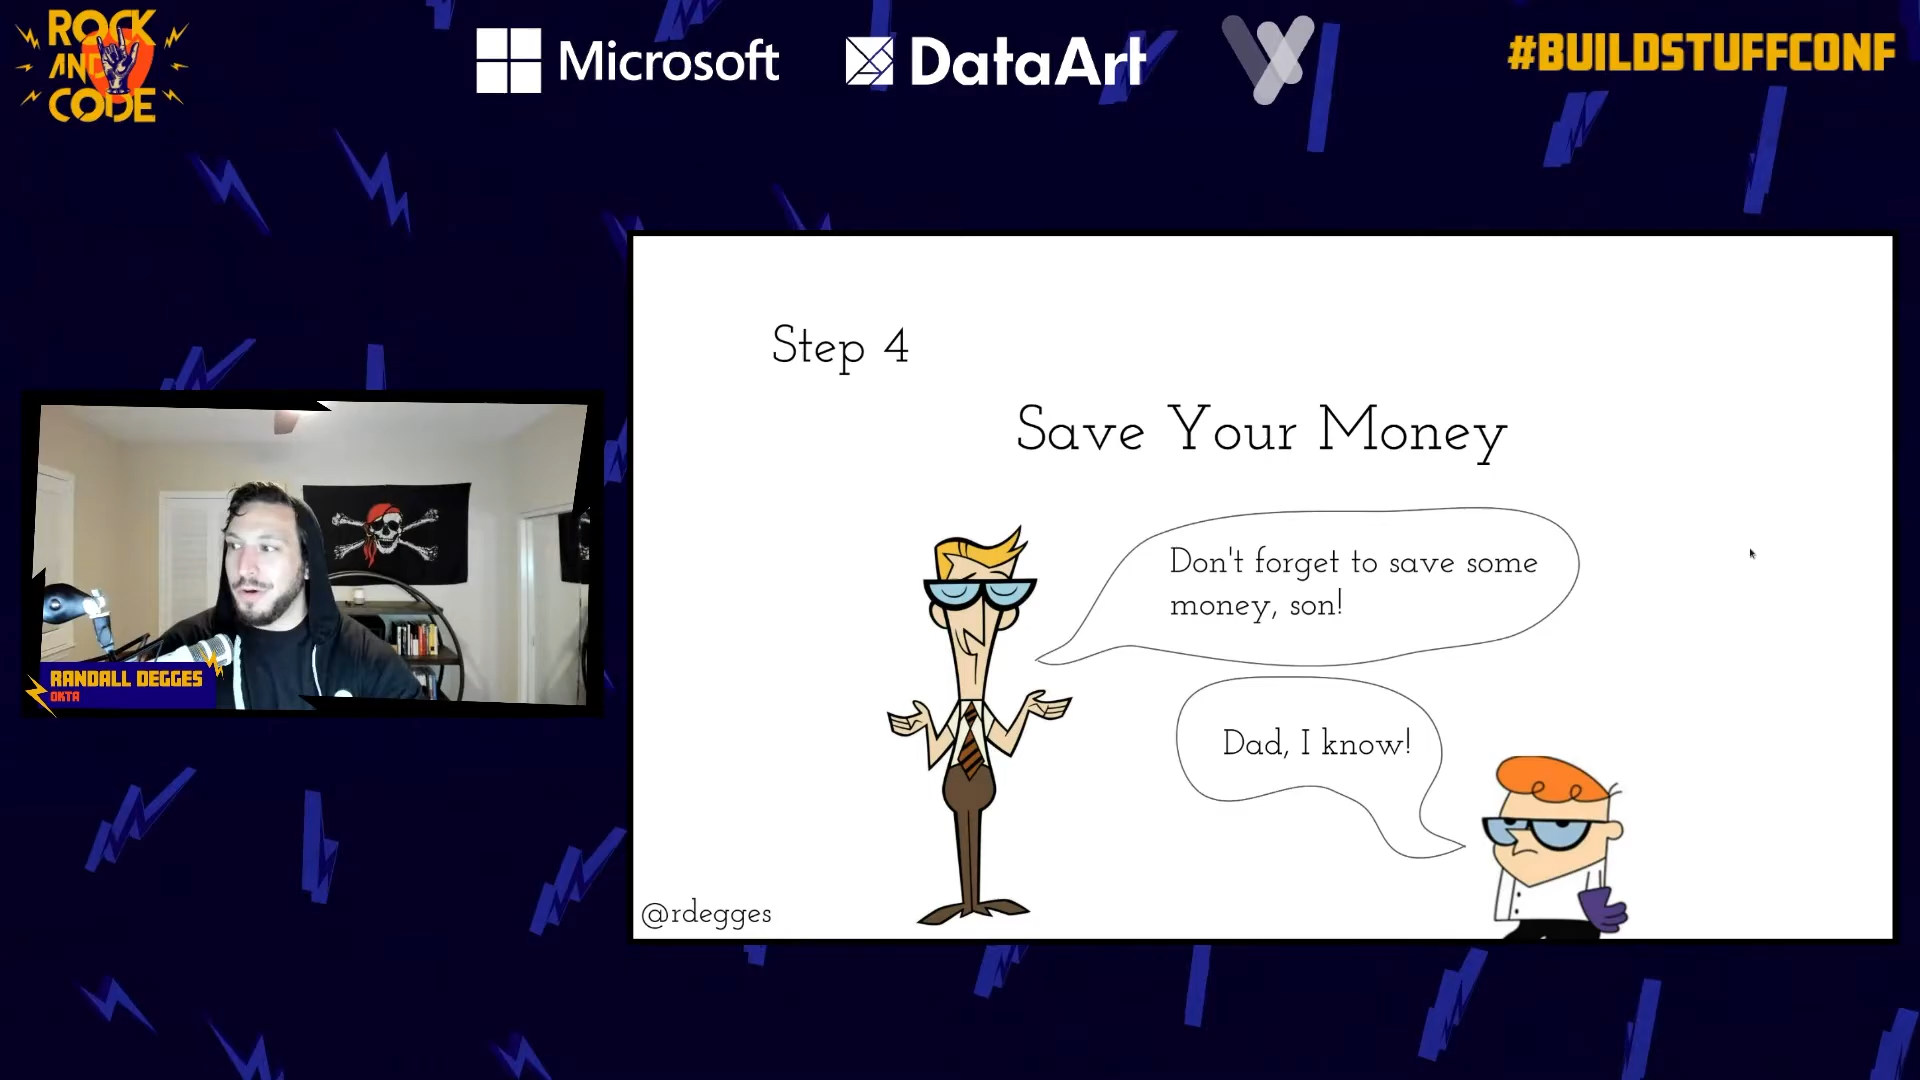 ROCK
AND
CODE
Microsoft
DataArt
#BUILDSTUFFCONF
Step 4
Save Your Money
Don't forget to save some
money, son!
Dad, I know!
@rdegges
RANDALL DEGGES
OKTA